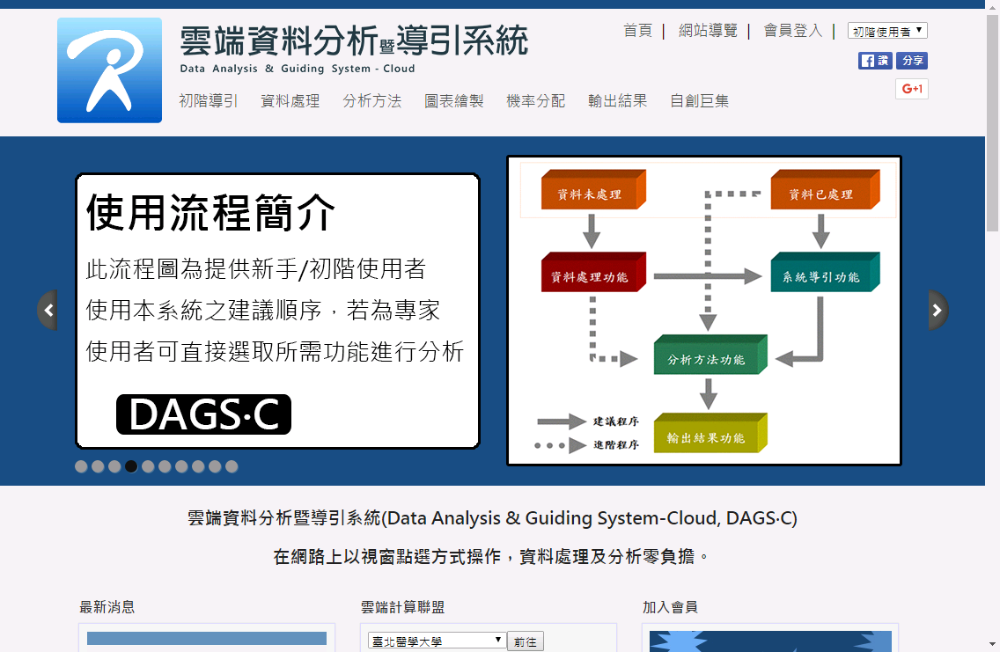 雲端資料分析暨導引系統
Data Analysis & Guiding System - Cloud
首頁 | 網站導覽 | 會員登入 | 初階使用者
讚 分享
G+1
初階導引 資料處理 分析方法 圖表繪製 機率分配 輸出結果 自創巨集
使用流程簡介
此流程圖為提供新手/初階使用者
使用本系統之建議順序，若為專家
使用者可直接選取所需功能進行分析
DAGS·C
資料未處理 資料已處理
資料處理功能 系統導引功能
分析方法功能
建議程序
進階程序
輸出結果功能
雲端資料分析暨導引系統(Data Analysis & Guiding System-Cloud, DAGS·C)
在網路上以視窗點選方式操作，資料處理及分析零負擔。
最新消息 雲端計算聯盟 加入會員
臺北醫學大學 前往